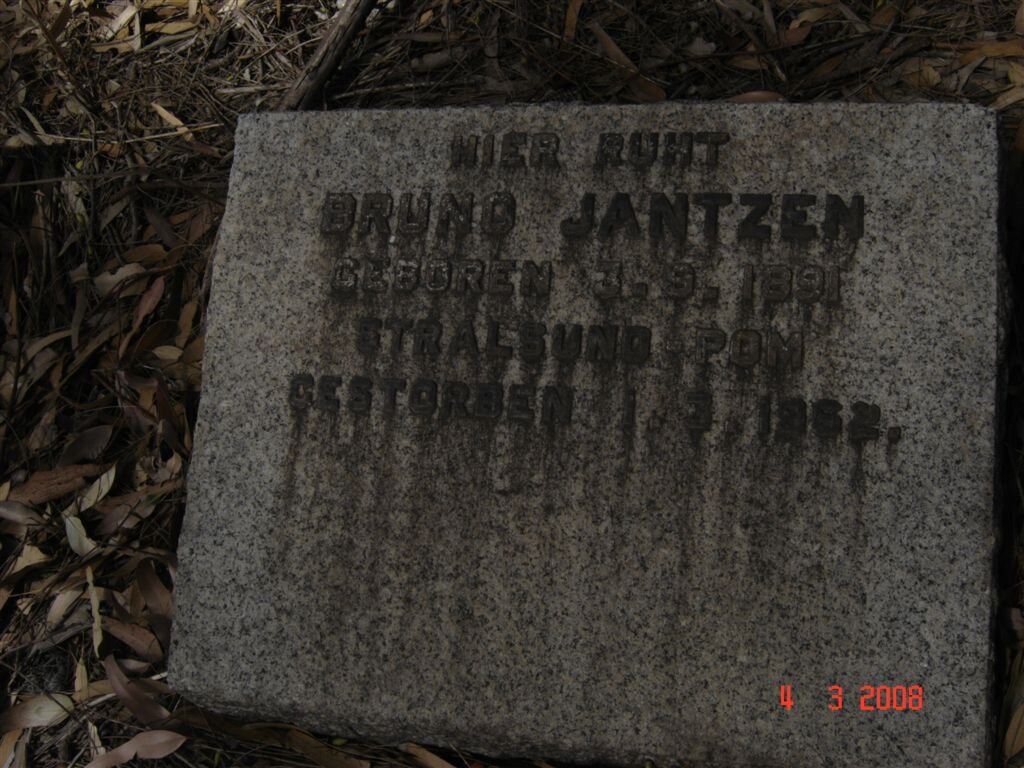 HIER RUHT
BRUNO JANTZEN
GEBOREN 3.9.1891
STRALSUND - POM
GESTORBEN 1.3.1962.
4 3 2008